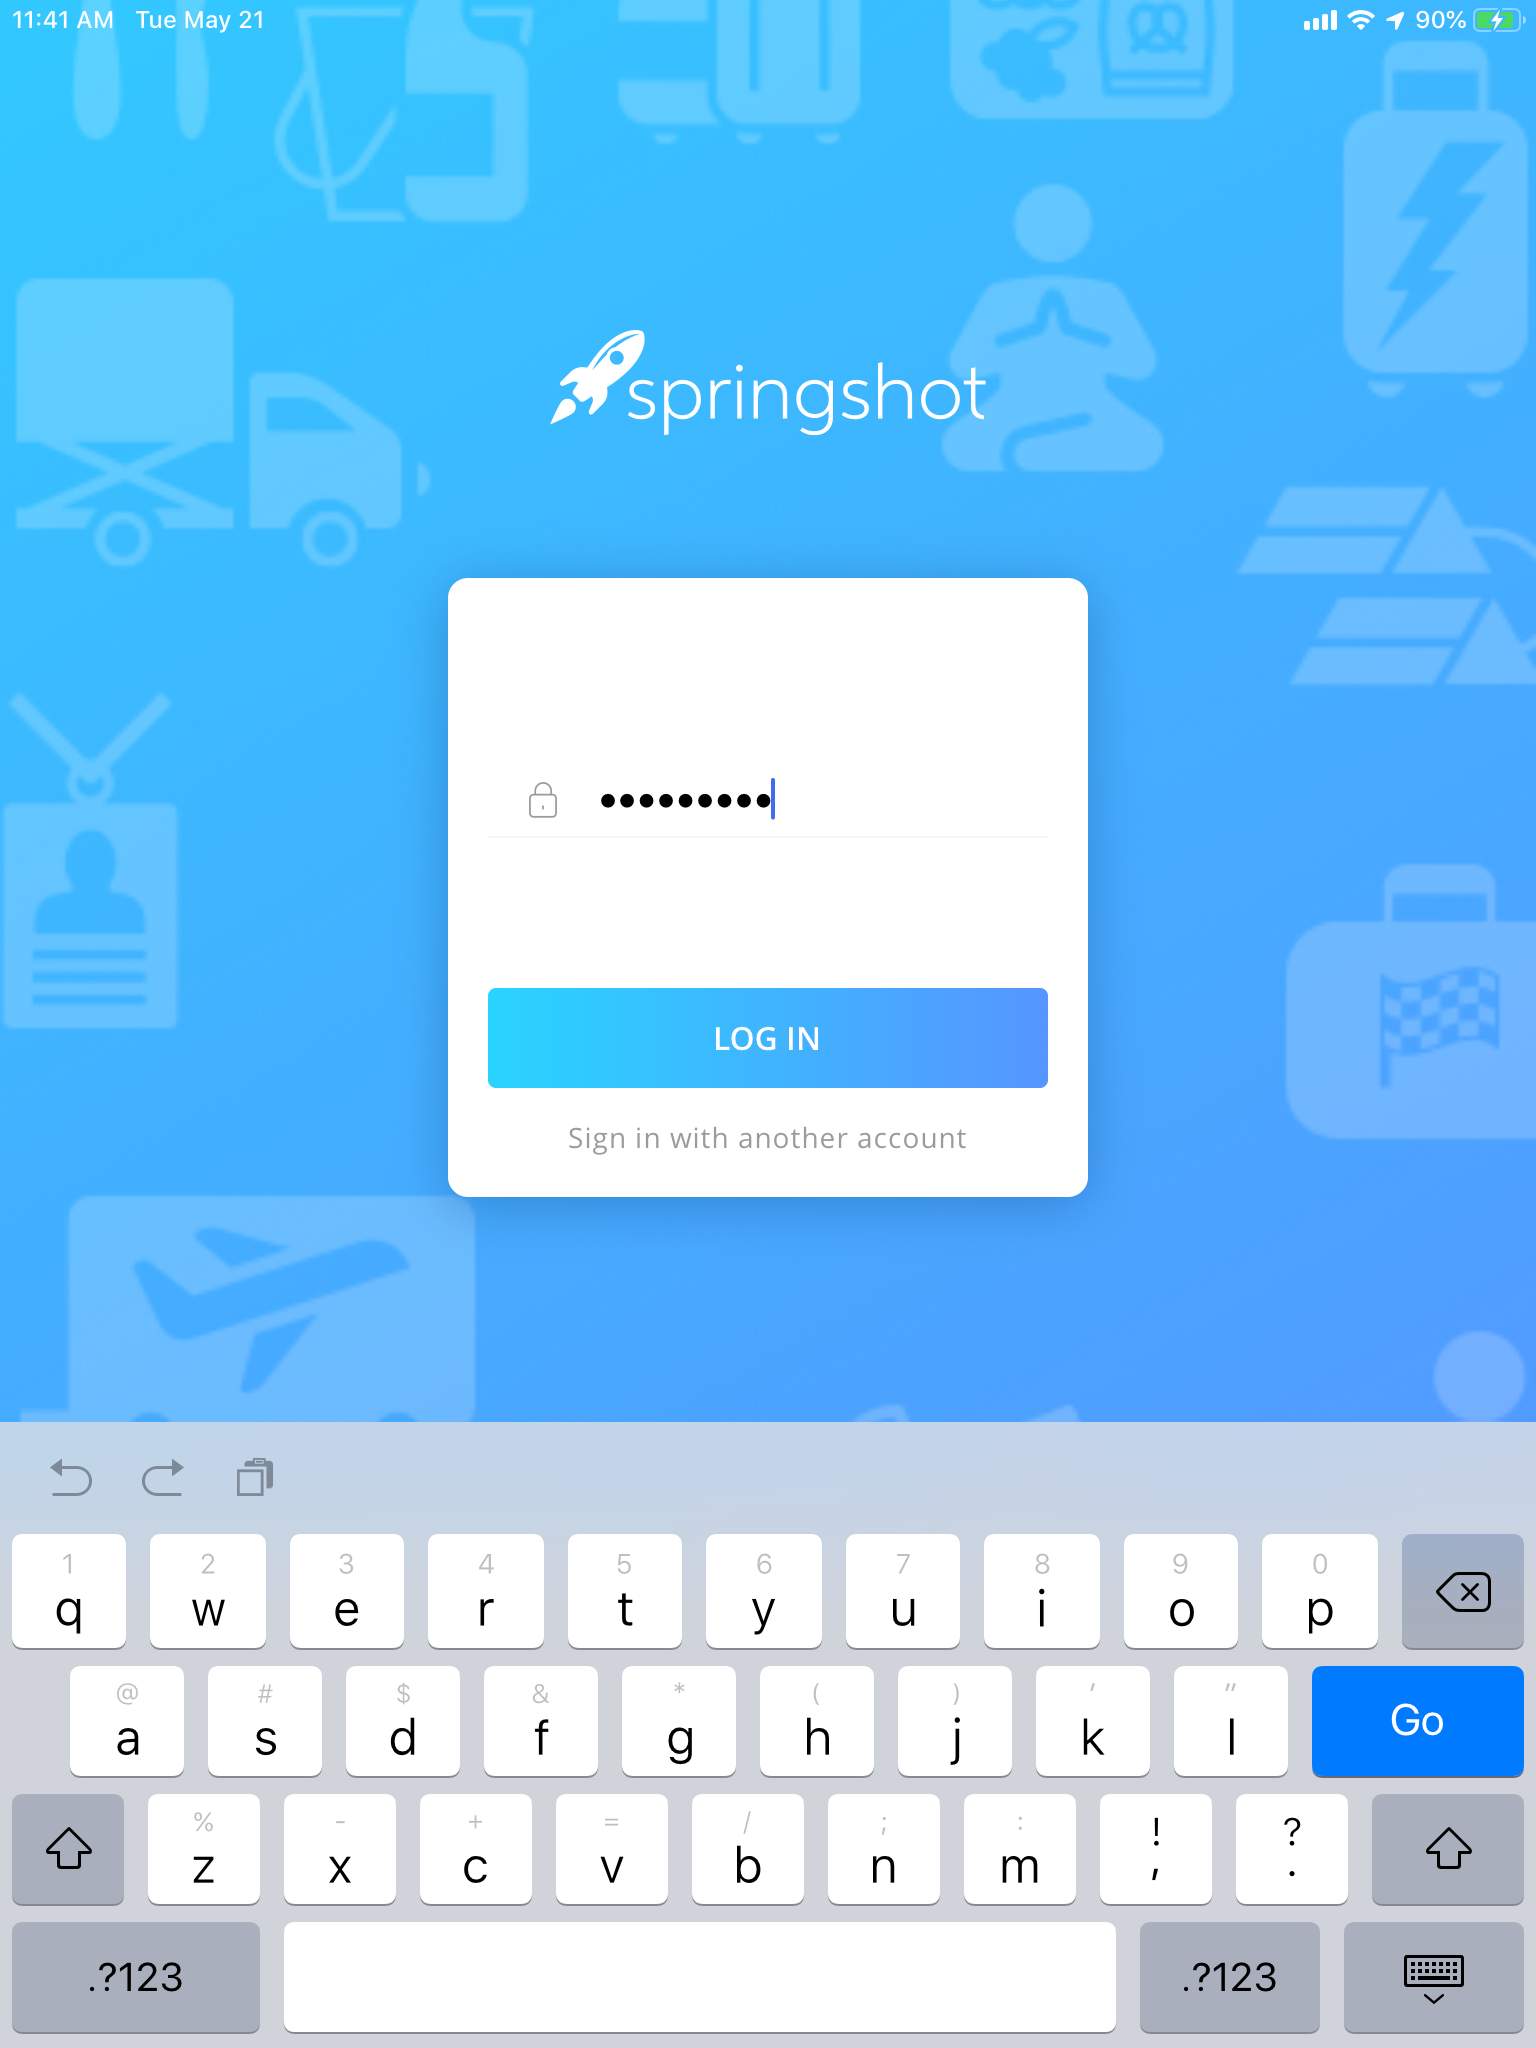 11:41 AM Tue May 21 90%
springshot
•••••••••
LOG IN
Sign in with another account
1 2 3 4 5 6 7 8 9 0
q w e r t y u i o p
@ # $ & * ( ) ' "
a s d f g h j k l Go
% - + = / ; : ! ?
z x c v b n m , .
.?123 .?123